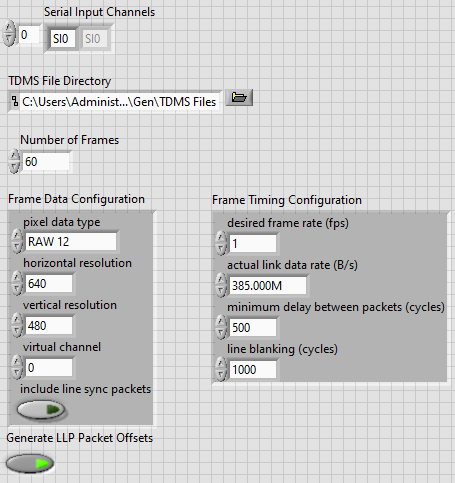 Serial Input Channels
0 SI0 SI0
TDMS File Directory
C:\Users\Administ...\Gen\TDMS Files
Number of Frames
60
Frame Data Configuration
pixel data type
RAW 12
horizontal resolution
640
vertical resolution
480
virtual channel
0
include line sync packets
Generate LLP Packet Offsets
Frame Timing Configuration
desired frame rate (fps)
1
actual link data rate (B/s)
385.000M
minimum delay between packets (cycles)
500
line blanking (cycles)
1000